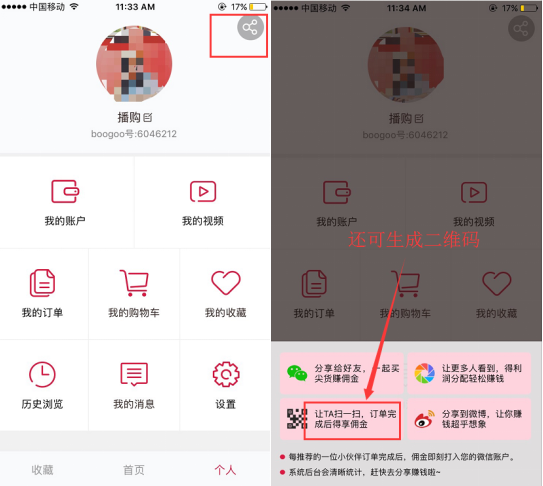 中国移动
11:33 AM
17%
播购
boogoo号:6046212
我的账户
我的视频
我的订单
我的购物车
我的收藏
历史浏览
我的消息
设置
收藏
首页
个人
中国移动
11:34 AM
17%
播购
boogoo号:6046212
我的账户
我的视频
还可生成二维码
我的订单
我的购物车
我的收藏
分享给好友，一起买
尖货赚佣金
让更多人看到，得利
润分配轻松赚钱
让TA扫一扫，订单完
成后得享佣金
分享到微博，让你赚
钱超乎想象
每推荐的一位小伙伴订单完成后，佣金即刻打入您的微信账户。
系统后台会清晰统计，赶快去分享赚钱啦~